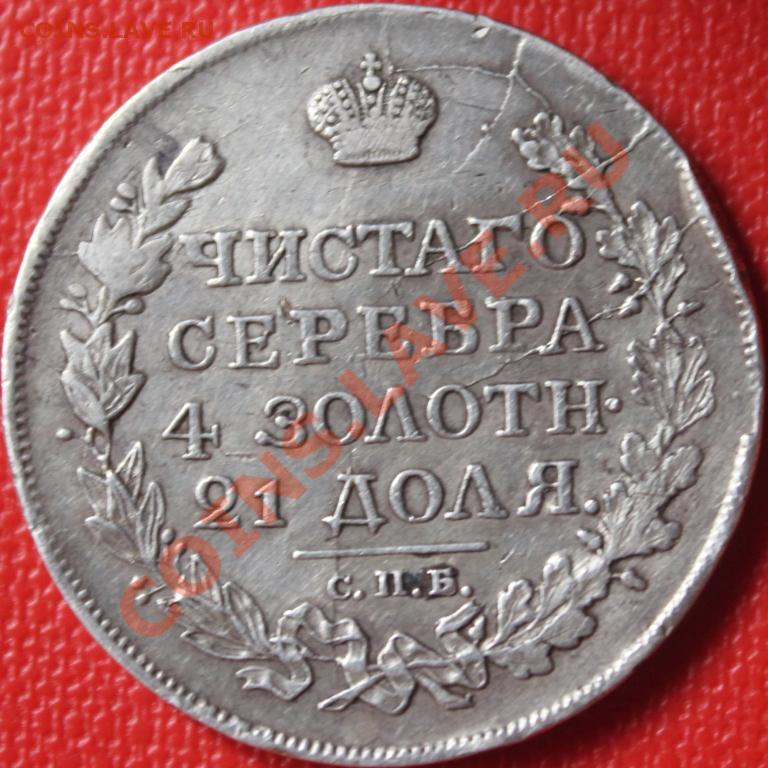 COINS.LAVE.RU
ЧИСТАГО
СЕРЕБРА
4 ЗОЛОТН.
21 ДОЛЯ.
С.П.Б.
COINS.LAVE.RU